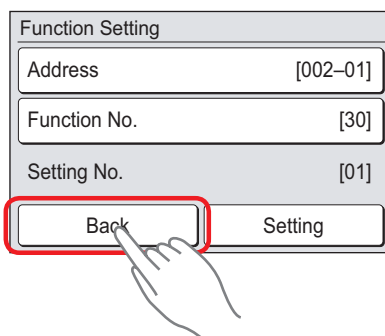 Function Setting
Address [002–01]
Function No. [30]
Setting No. [01]
Back Setting